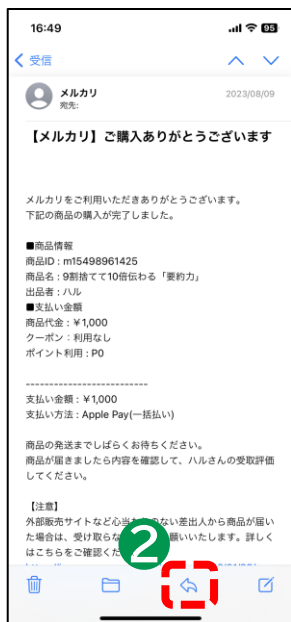 16:49
95
受信
メルカリ
2023/08/09
宛先:
【メルカリ】ご購入ありがとうございます
メルカリをご利用いただきありがとうございます。
下記の商品の購入が完了しました。
■商品情報
商品ID : m15498961425
商品名 : 9割捨てて10倍伝わる「要約力」
出品者 : ハル
■支払い金額
商品代金 : ¥1,000
クーポン : 利用なし
ポイント利用 : P0
--------------------------
支払い金額 : ¥1,000
支払い方法 : Apple Pay(一括払い)
商品の発送までしばらくお待ちください。
商品が届きましたら内容を確認して、ハルさんの受取評価
してください。
【注意】
外部販売サイトなど心当 のない差出人から商品が届い
た場合は、受け取らな 願いいたします。詳しく
はこちらをご確認くだ
2